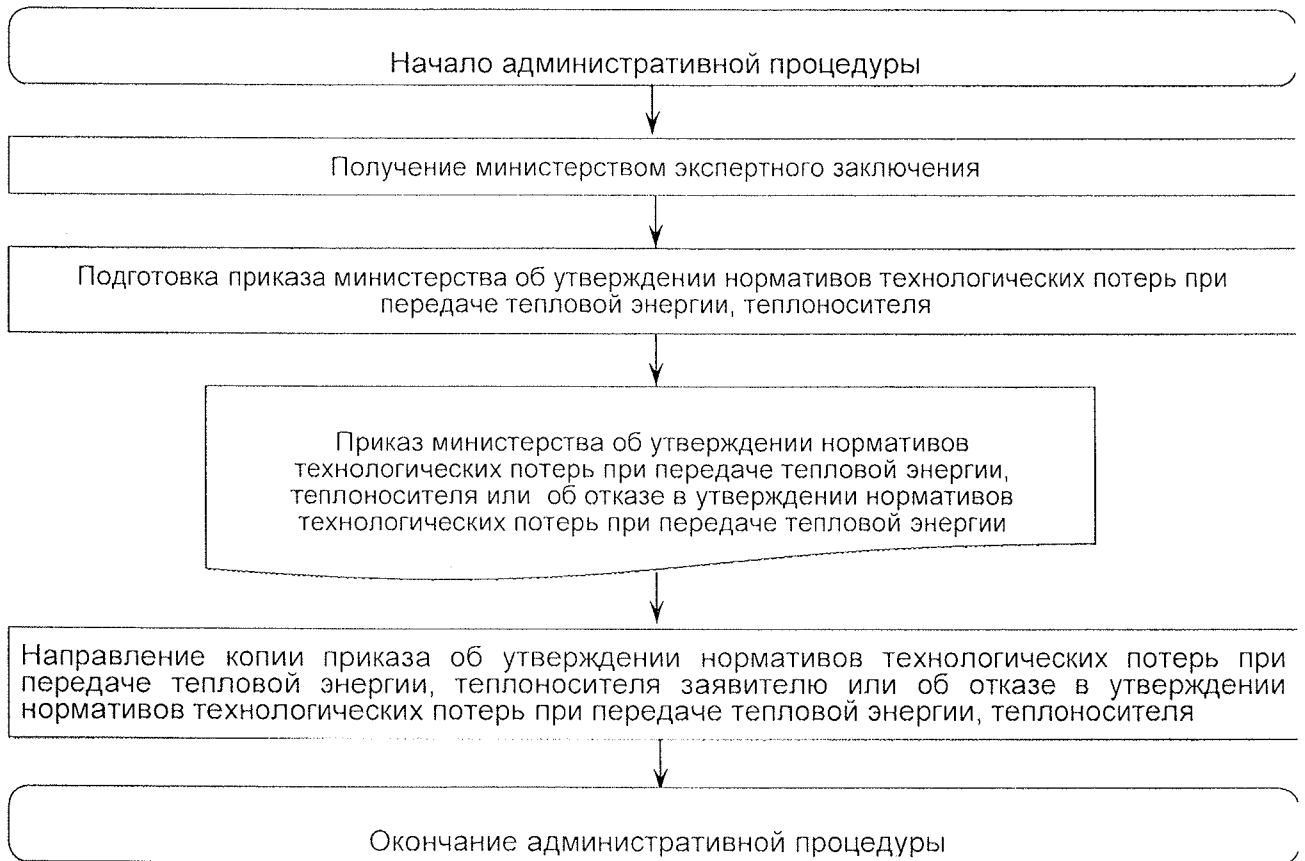 Начало административной процедуры
Получение министерством экспертного заключения
Подготовка приказа министерства об утверждении нормативов технологических потерь при
передаче тепловой энергии, теплоносителя
Приказ министерства об утверждении нормативов
технологических потерь при передаче тепловой энергии,
теплоносителя или об отказе в утверждении нормативов
технологических потерь при передаче тепловой энергии
Направление копии приказа об утверждении нормативов технологических потерь при
передаче тепловой энергии, теплоносителя заявителю или об отказе в утверждении
нормативов технологических потерь при передаче тепловой энергии, теплоносителя
Окончание административной процедуры